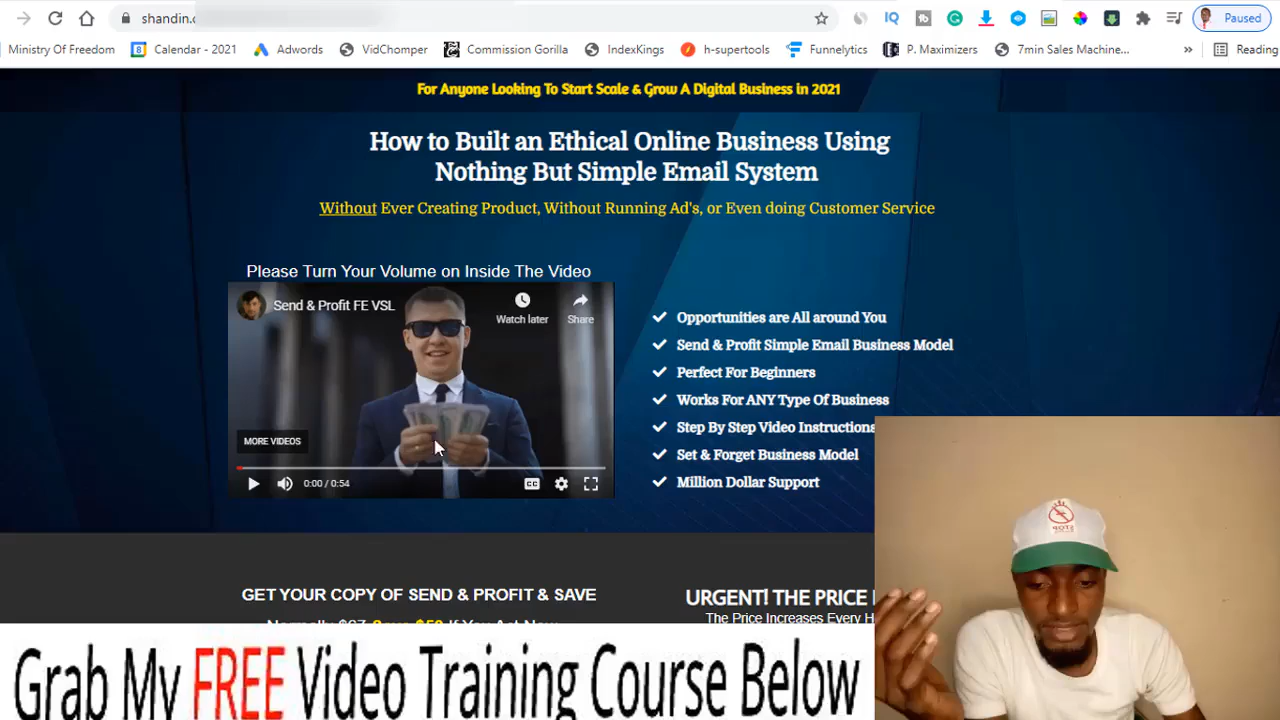 shandin.c
Paused
Ministry Of Freedom
Calendar - 2021
Adwords
VidChomper
Commission Gorilla
IndexKings
h-supertools
Funnelytics
P. Maximizers
7min Sales Machine...
»
Reading
For Anyone Looking To Start Scale & Grow A Digital Business in 2021
How to Built an Ethical Online Business Using
Nothing But Simple Email System
Without Ever Creating Product, Without Running Ad's, or Even doing Customer Service
Please Turn Your Volume on Inside The Video
Send & Profit FE VSL
Watch later
Share
MORE VIDEOS
0:00 / 0:54
CC
Opportunities are All around You
Send & Profit Simple Email Business Model
Perfect For Beginners
Works For ANY Type Of Business
Step By Step Video Instructions
Set & Forget Business Model
Million Dollar Support
GET YOUR COPY OF SEND & PROFIT & SAVE
URGENT! THE PRICE
The Price Increases Every H
Grab My FREE Video Training Course Below